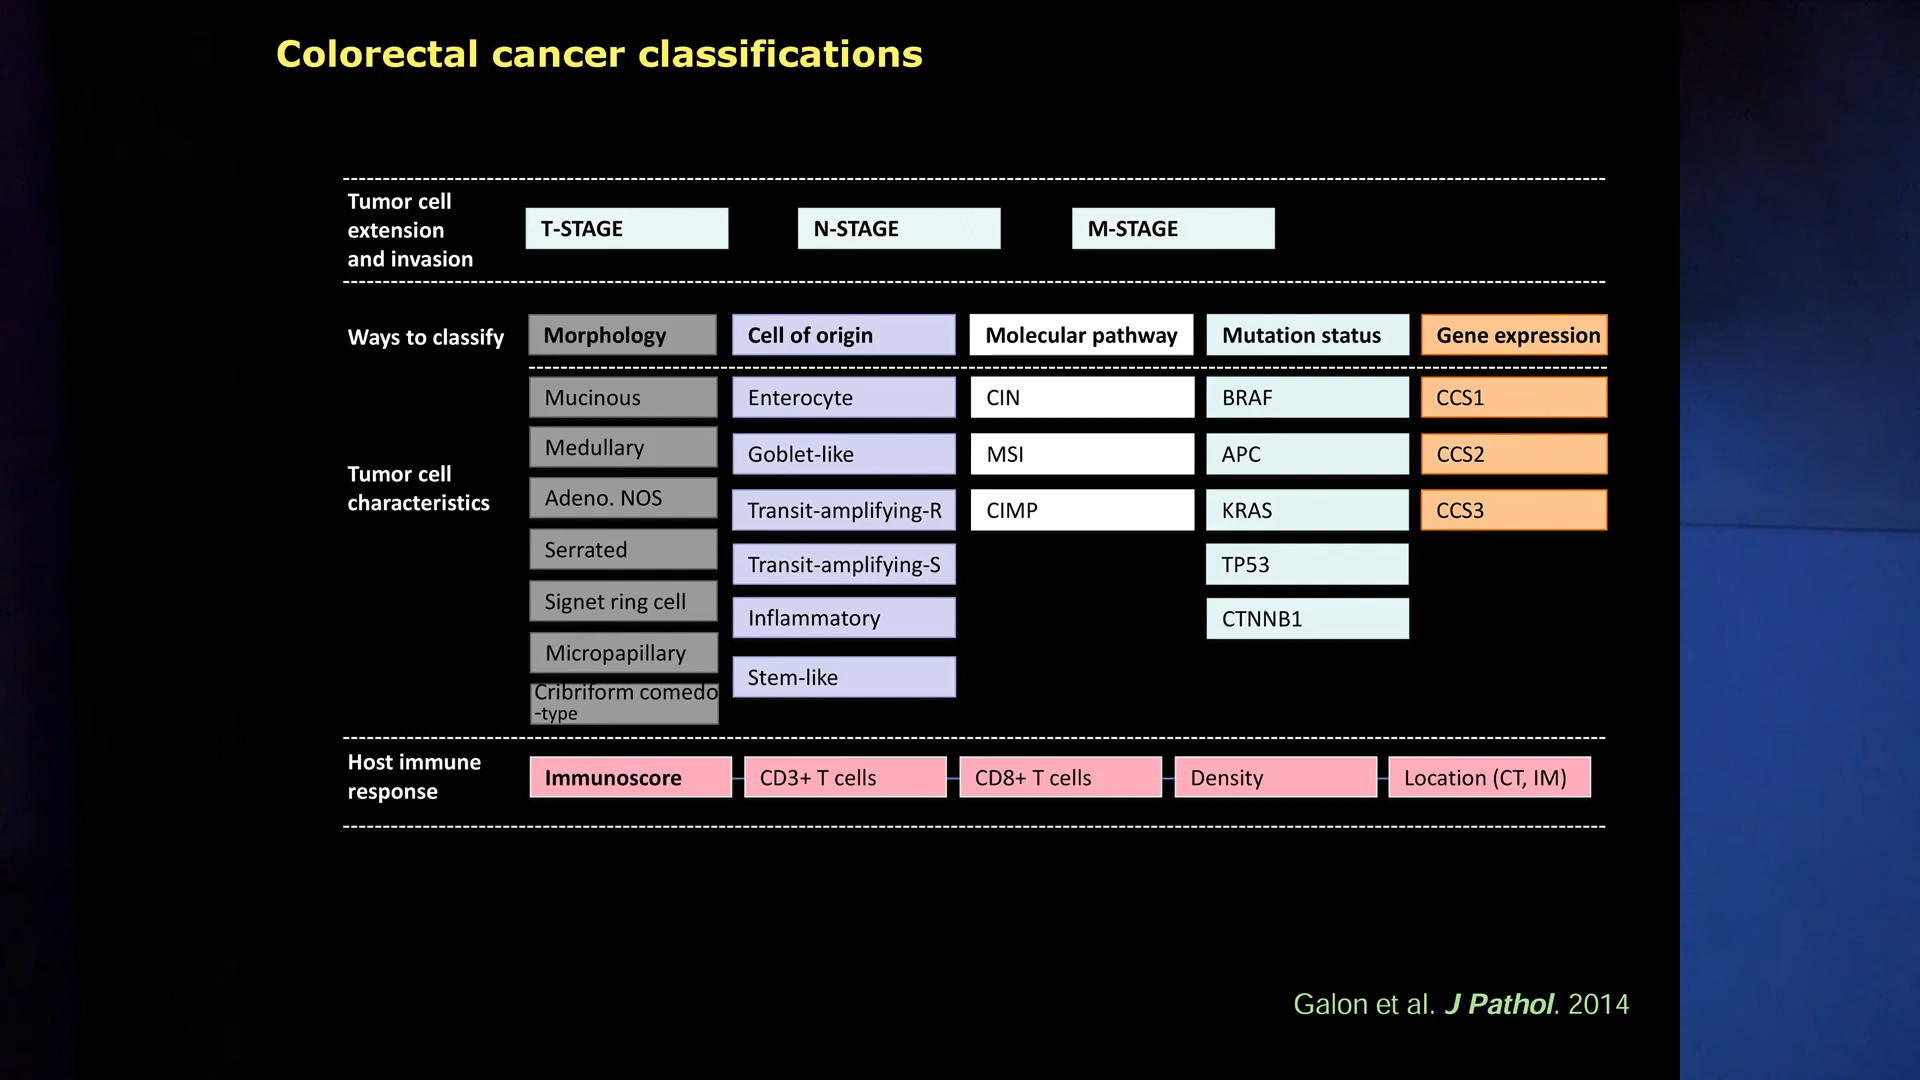 Colorectal cancer classifications
Tumor cell
extension
and invasion
T-STAGE
N-STAGE
M-STAGE
Ways to classify
Morphology
Cell of origin
Molecular pathway
Mutation status
Gene expression
Tumor cell
characteristics
Mucinous
Medullary
Adeno. NOS
Serrated
Signet ring cell
Micropapillary
Cribriform comedo
-type
Enterocyte
Goblet-like
Transit-amplifying-R
Transit-amplifying-S
Inflammatory
Stem-like
CIN
MSI
CIMP
BRAF
APC
KRAS
TP53
CTNNB1
CCS1
CCS2
CCS3
Host immune
response
Immunoscore
CD3+ T cells
CD8+ T cells
Density
Location (CT, IM)
Galon et al. J Pathol. 2014